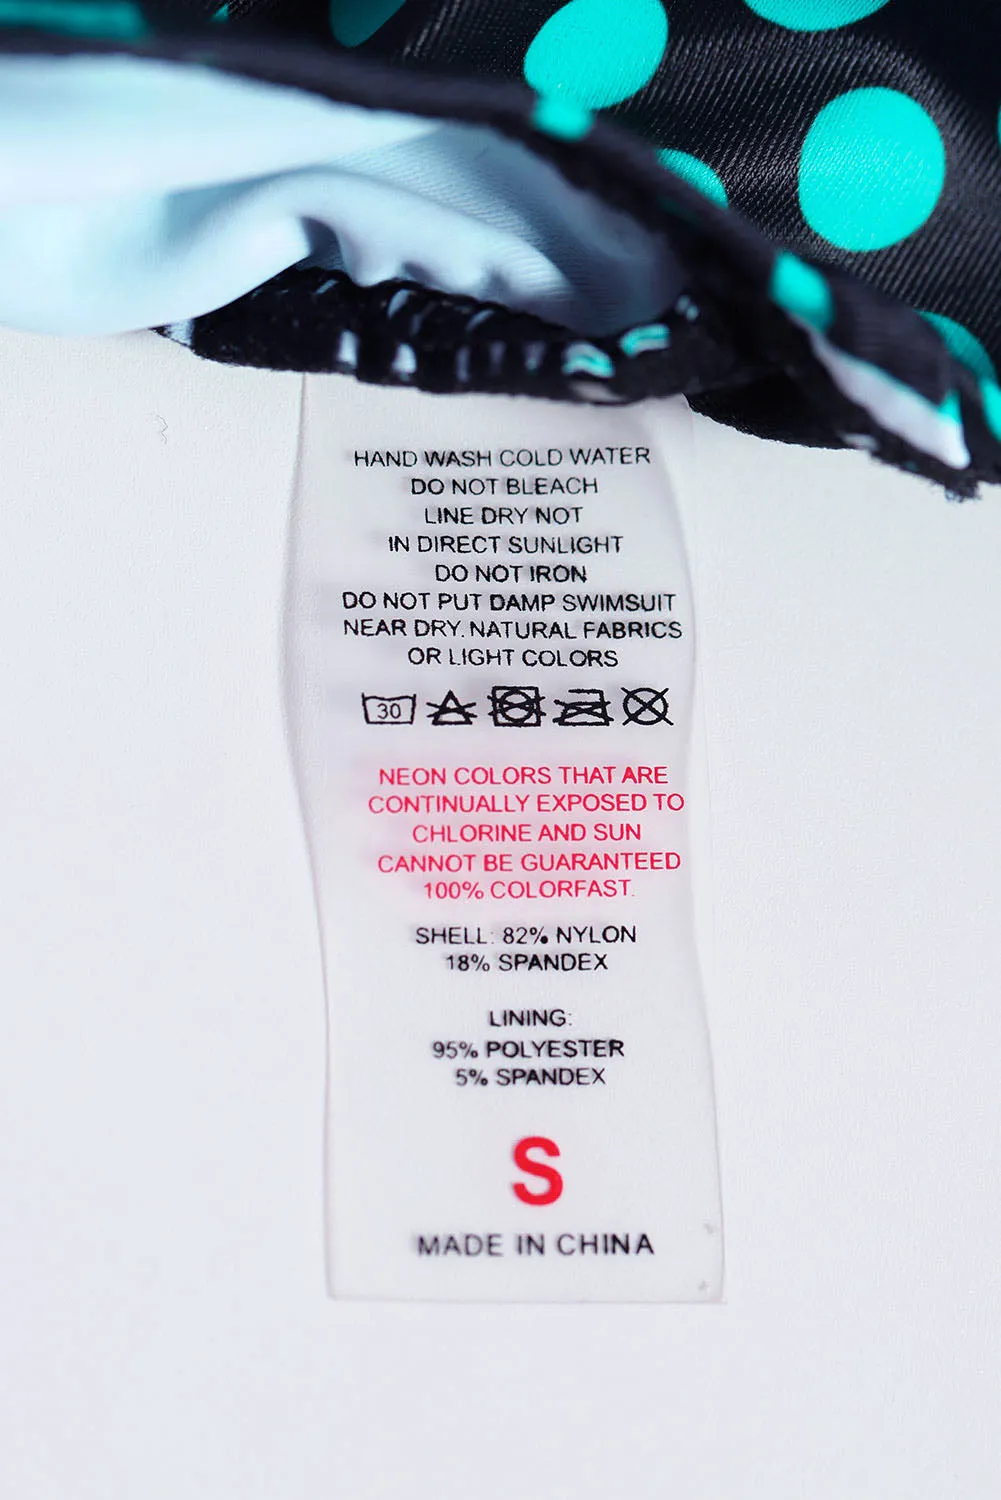 HAND WASH COLD WATER
DO NOT BLEACH
LINE DRY NOT
IN DIRECT SUNLIGHT
DO NOT IRON
DO NOT PUT DAMP SWIMSUIT
NEAR DRY. NATURAL FABRICS
OR LIGHT COLORS
30
NEON COLORS THAT ARE
CONTINUALLY EXPOSED TO
CHLORINE AND SUN
CANNOT BE GUARANTEED
100% COLORFAST.
SHELL: 82% NYLON
18% SPANDEX
LINING:
95% POLYESTER
5% SPANDEX
S
MADE IN CHINA